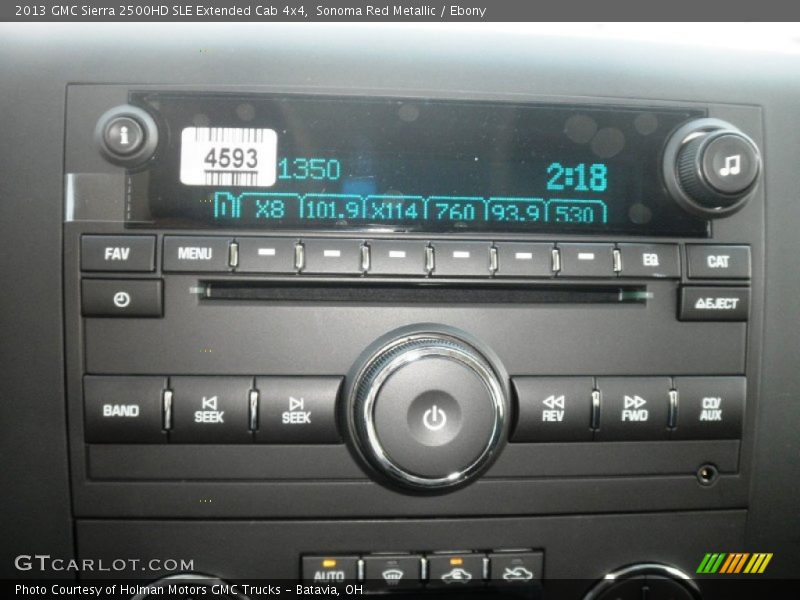 2013 GMC Sierra 2500HD SLE Extended Cab 4x4, Sonoma Red Metallic / Ebony
4593
1350
2:18
X8 101.9 X114 760 93.9 530
FAV
MENU
EQ
CAT
EJECT
BAND
SEEK
SEEK
REV
FWD
CD/
AUX
AUTO
GTCARLOT.COM
Photo Courtesy of Holman Motors GMC Trucks - Batavia, OH